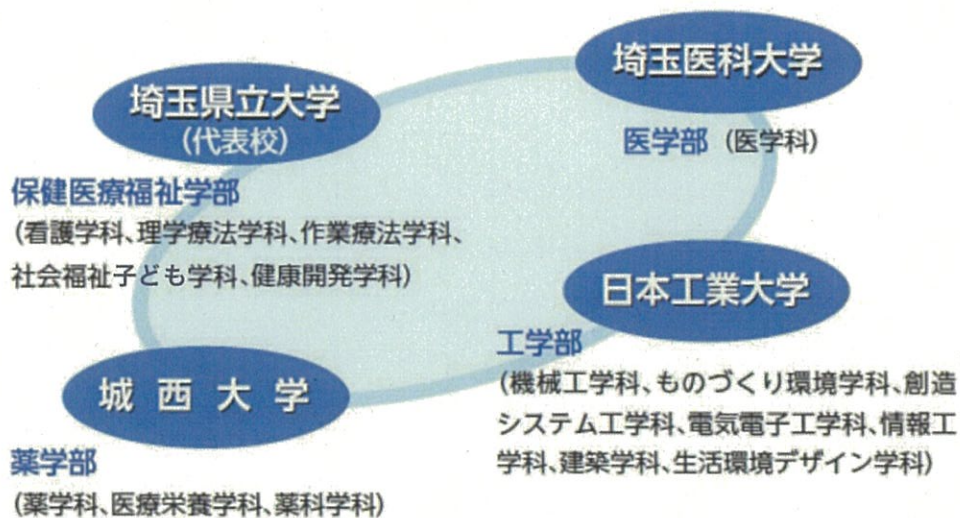 埼玉県立大学
(代表校)
保健医療福祉学部
(看護学科、理学療法学科、作業療法学科、
社会福祉子ども学科、健康開発学科)
埼玉医科大学
医学部 (医学科)
城西大学
薬学部
(薬学科、医療栄養学科、薬科学科)
日本工業大学
工学部
(機械工学科、ものづくり環境学科、創造
システム工学科、電気電子工学科、情報工
学科、建築学科、生活環境デザイン学科)